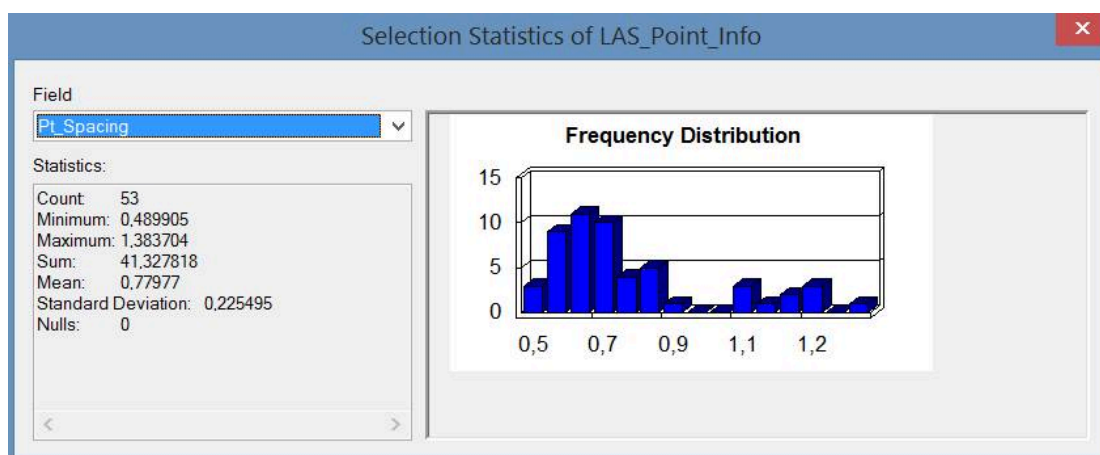 Selection Statistics of LAS_Point_Info
Field
Pt_Spacing
Statistics:
Count: 53
Minimum: 0,489905
Maximum: 1,383704
Sum: 41,327818
Mean: 0,77977
Standard Deviation: 0,225495
Nulls: 0
Frequency Distribution
15
10
5
0
0,5 0,7 0,9 1,1 1,2